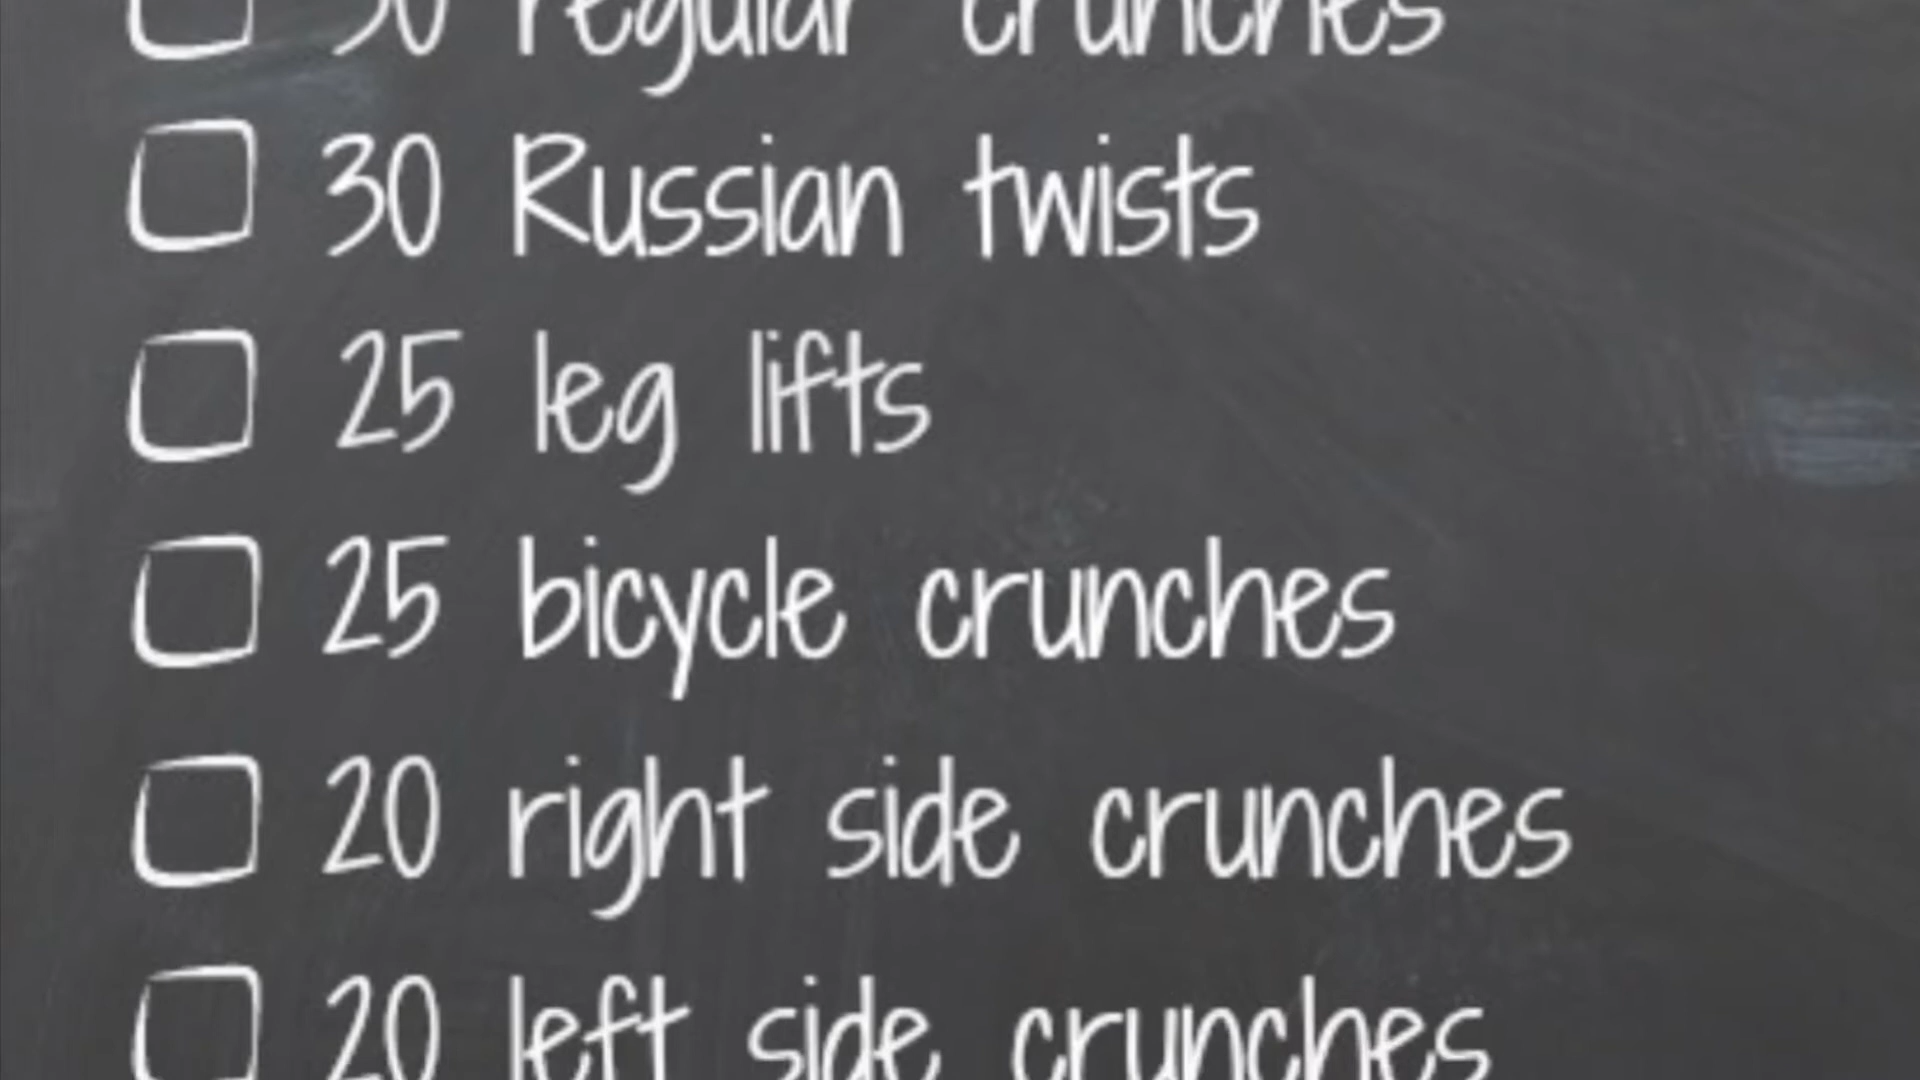 regular crunches
30 Russian twists
25 leg lifts
25 bicycle crunches
20 right side crunches
20 left side crunches